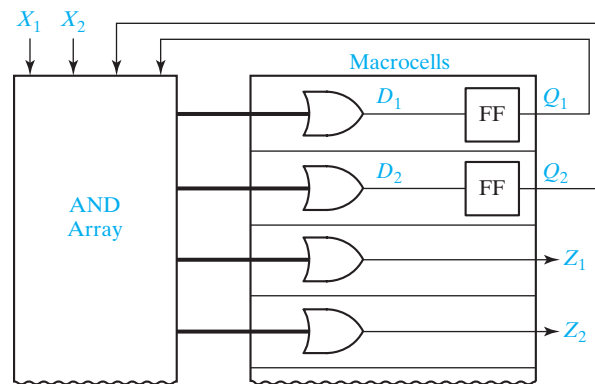 X₁ X₂
Macrocells
D₁ FF Q₁
D₂ FF Q₂
AND
Array
Z₁
Z₂